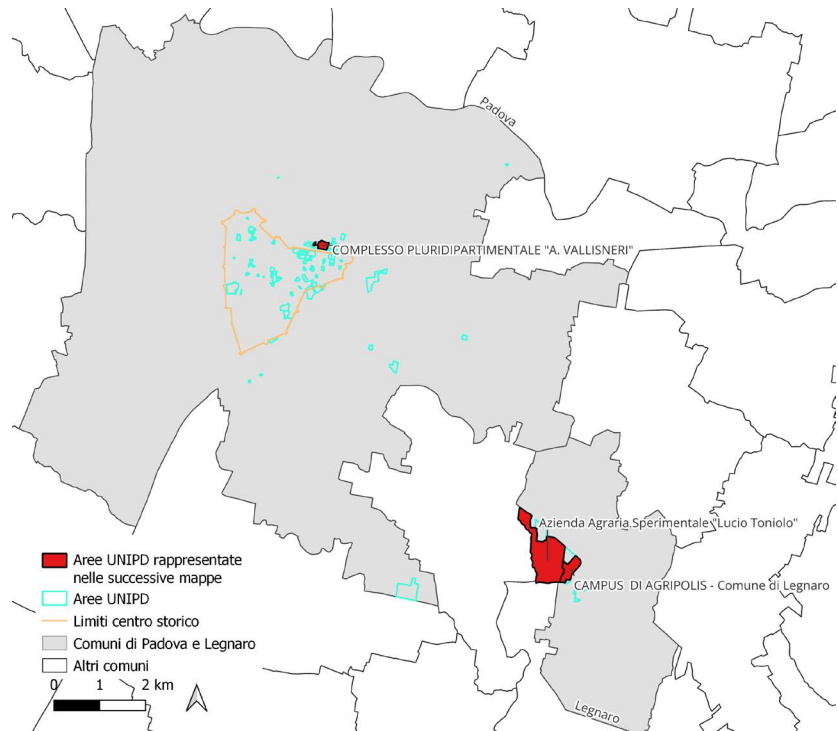 Padova
COMPLESSO PLURIDIPARTIMENTALE "A. VALLISNERI"
Azienda Agraria Sperimentale "Lucio Toniolo"
CAMPUS DI AGRIPOLIS - Comune di Legnaro
Legnaro
Aree UNIPD rappresentate
nelle successive mappe
Aree UNIPD
Limiti centro storico
Comuni di Padova e Legnaro
Altri comuni
0 1 2 km